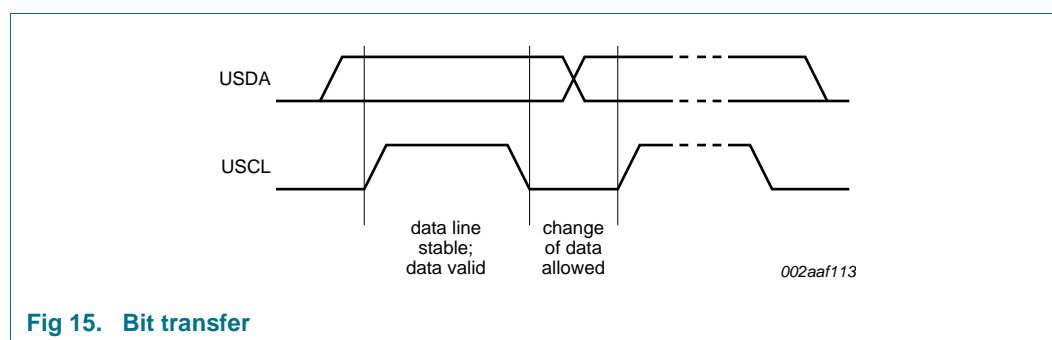 USDA
USCL
data line
stable;
data valid
change
of data
allowed
002aaf113
Fig 15. Bit transfer